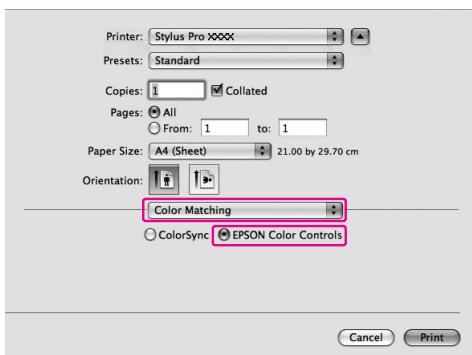 Printer: Stylus Pro XXXX
Presets: Standard
Copies: 1 Collated
Pages: All
From: 1 to: 1
Paper Size: A4 (Sheet) 21.00 by 29.70 cm
Orientation:
Color Matching
ColorSync EPSON Color Controls
Cancel Print